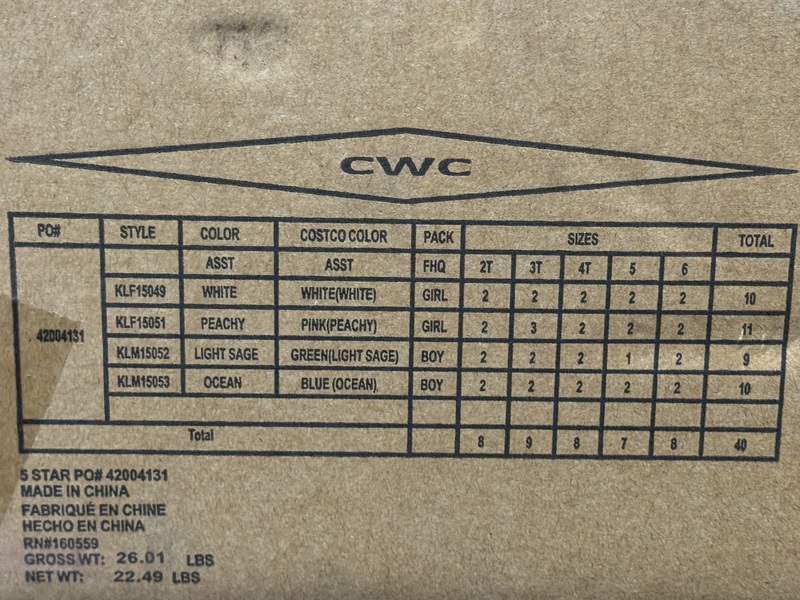 CWC
PO# STYLE COLOR COSTCO COLOR PACK SIZES TOTAL
ASST ASST FHQ 2T 3T 4T 5 6
KLF15049 WHITE WHITE(WHITE) GIRL 2 2 2 2 2 10
KLF15051 PEACHY PINK(PEACHY) GIRL 2 3 2 2 2 11
42004131
KLM15052 LIGHT SAGE GREEN(LIGHT SAGE) BOY 2 2 2 1 2 9
KLM15053 OCEAN BLUE (OCEAN) BOY 2 2 2 2 2 10
Total 8 9 8 7 8 40
5 STAR PO# 42004131
MADE IN CHINA
FABRIQUÉ EN CHINE
HECHO EN CHINA
RN#160559
GROSS WT: 26.01 LBS
NET WT: 22.49 LBS